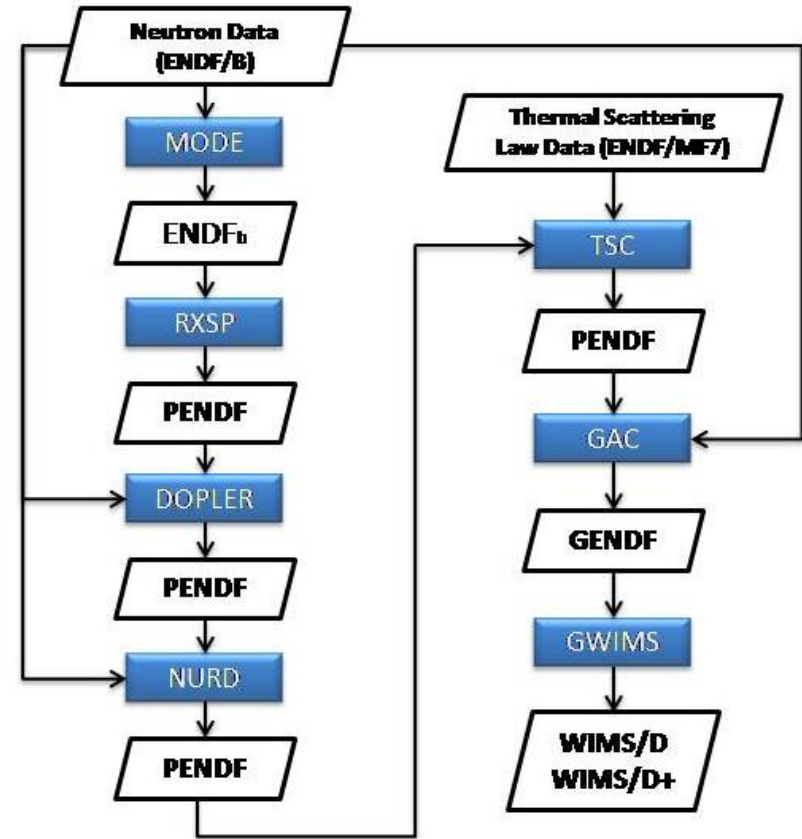 Neutron Data
(ENDF/B)
MODE
ENDFb
RXSP
PENDF
DOPLER
PENDF
NURD
PENDF
Thermal Scattering
Law Data (ENDF/MF7)
TSC
PENDF
GAC
GENDF
GWIMS
WIMS/D
WIMS/D+